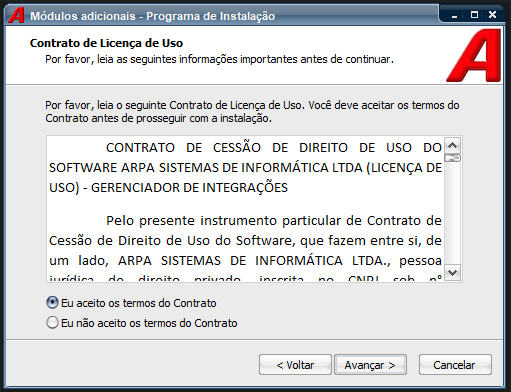 Módulos adicionais - Programa de Instalação
Contrato de Licença de Uso
Por favor, leia as seguintes informações importantes antes de continuar.
A
Por favor, leia o seguinte Contrato de Licença de Uso. Você deve aceitar os termos do
Contrato antes de prosseguir com a instalação.
CONTRATO DE CESSÃO DE DIREITO DE USO DO
SOFTWARE ARPA SISTEMAS DE INFORMÁTICA LTDA (LICENÇA DE
USO) - GERENCIADOR DE INTEGRAÇÕES
Pelo presente instrumento particular de Contrato de
Cessão de Direito de Uso do Software, que fazem entre si, de
um lado, ARPA SISTEMAS DE INFORMÁTICA LTDA., pessoa
jurídica de direito privado, inscrita no CNPJ sob n°
Eu aceito os termos do Contrato
Eu não aceito os termos do Contrato
< Voltar
Avançar >
Cancelar